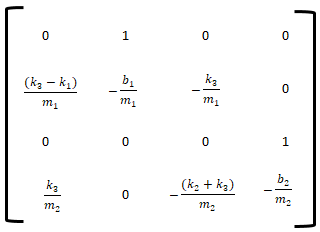 0 1 0 0
(k₃ − k₁)/m₁ −b₁/m₁ −k₃/m₁ 0
0 0 0 1
k₃/m₂ 0 −(k₂ + k₃)/m₂ −b₂/m₂